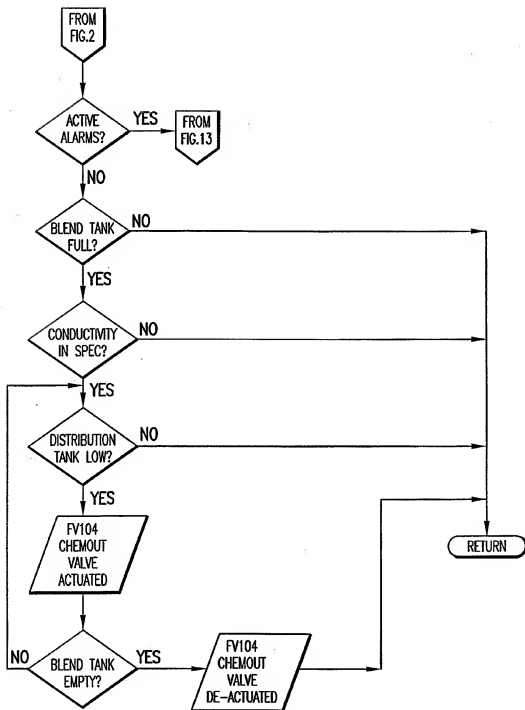 FROM
FIG.2
ACTIVE
ALARMS?
YES
FROM
FIG.13
NO
BLEND TANK
FULL?
NO
YES
CONDUCTIVITY
IN SPEC?
NO
YES
DISTRIBUTION
TANK LOW?
NO
YES
FV104
CHEMOUT
VALVE
ACTUATED
RETURN
NO
BLEND TANK
EMPTY?
YES
FV104
CHEMOUT
VALVE
DE-ACTUATED